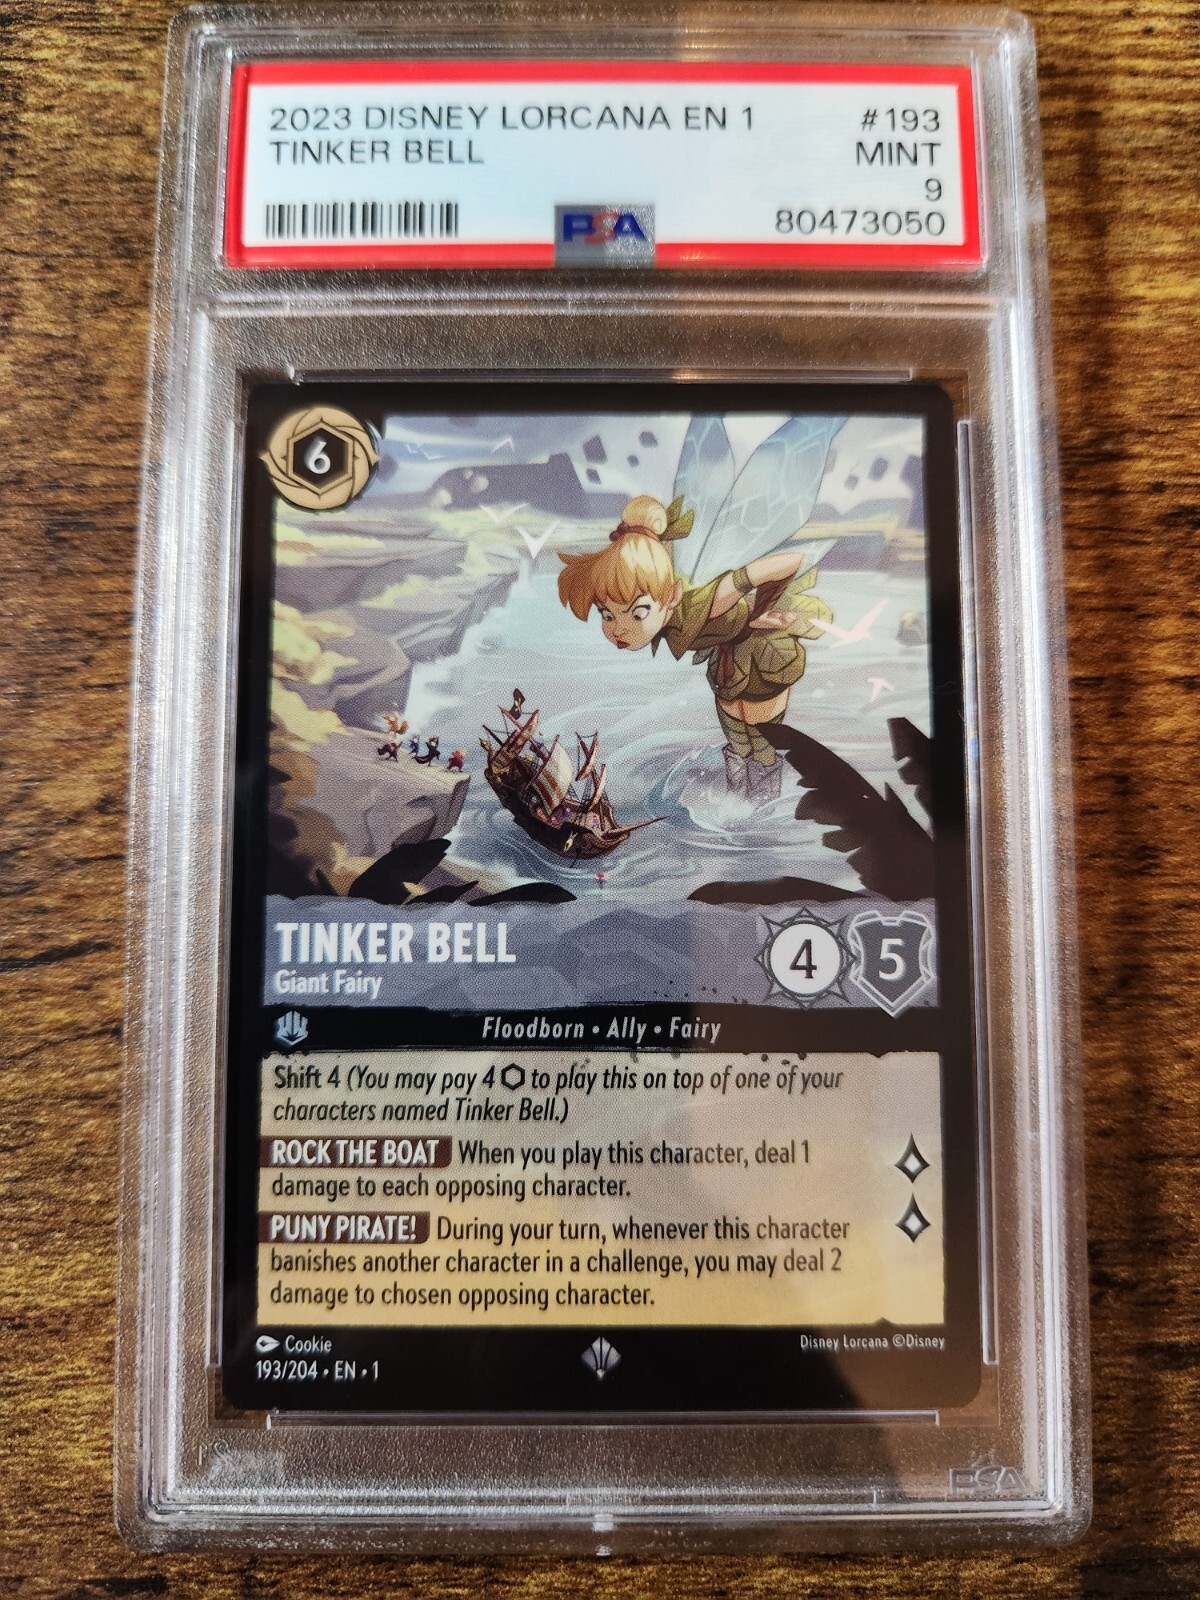 2023 DISNEY LORCANA EN 1 #193
TINKER BELL MINT
9
PSA 80473050
6
TINKER BELL
Giant Fairy
4 5
Floodborn • Ally • Fairy
Shift 4 (You may pay 4 ⬡ to play this on top of one of your
characters named Tinker Bell.)
ROCK THE BOAT When you play this character, deal 1
damage to each opposing character.
PUNY PIRATE! During your turn, whenever this character
banishes another character in a challenge, you may deal 2
damage to chosen opposing character.
Cookie Disney Lorcana ©Disney
193/204 • EN • 1
PSA